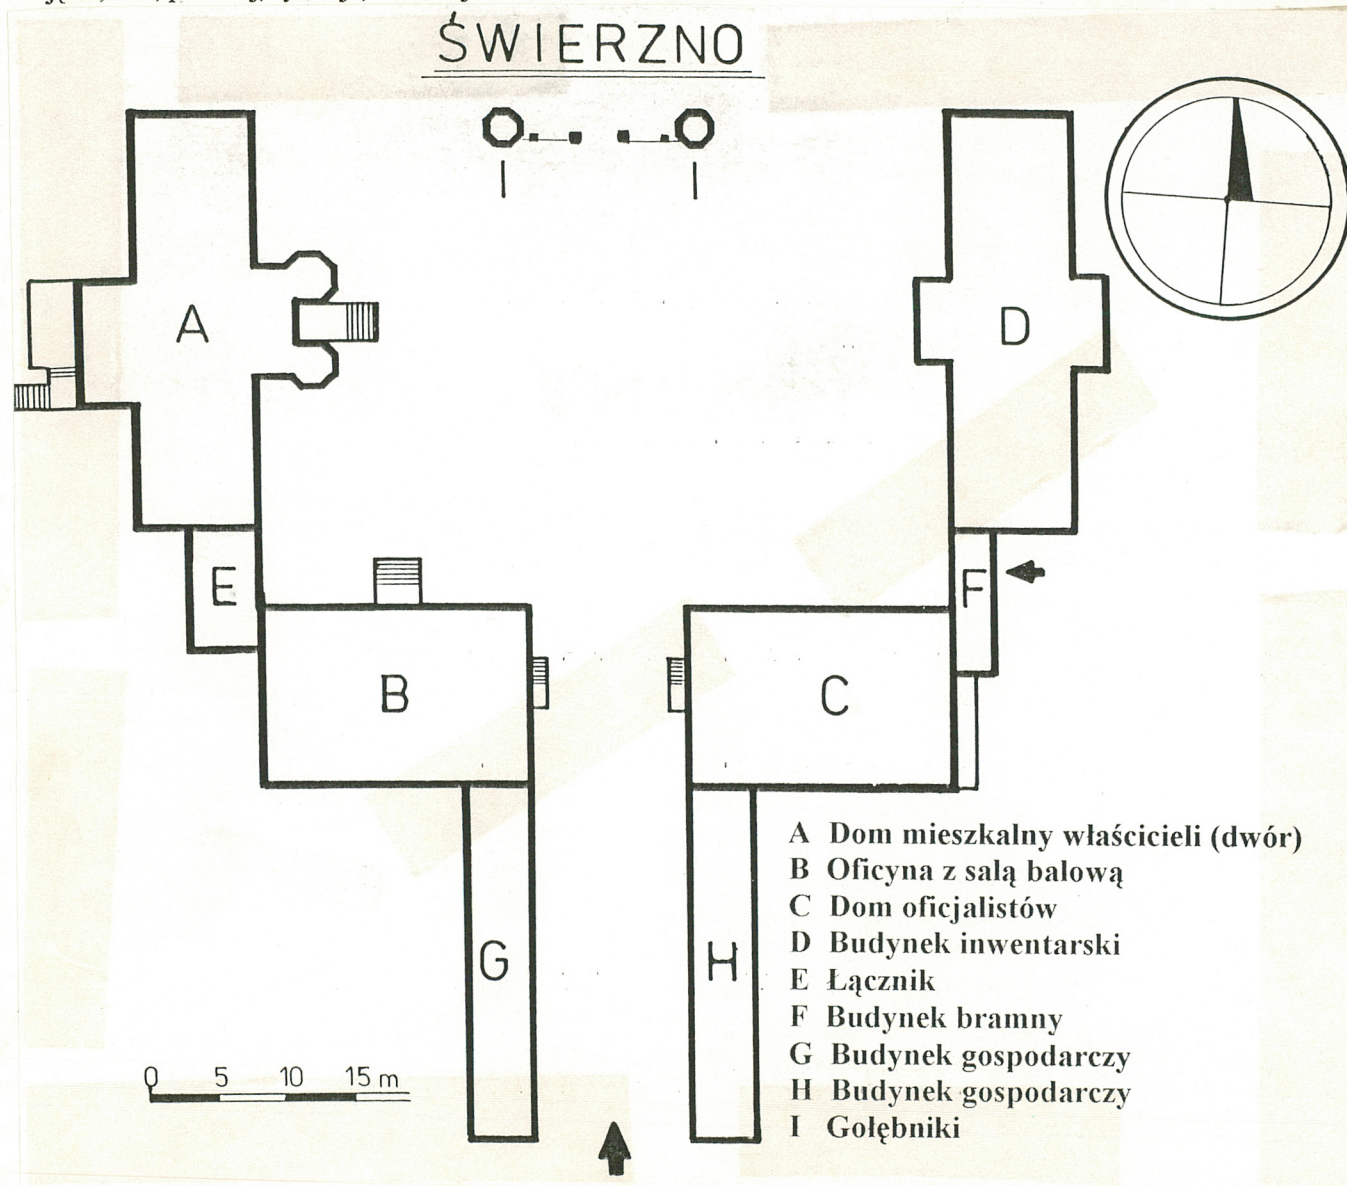 ŚWIERZNO
I I
A
D
E
F
B
C
G
H
A Dom mieszkalny właścicieli (dwór)
B Oficyna z salą balową
C Dom oficjalistów
D Budynek inwentarski
E Łącznik
F Budynek bramny
G Budynek gospodarczy
H Budynek gospodarczy
I Gołębniki
0 5 10 15 m